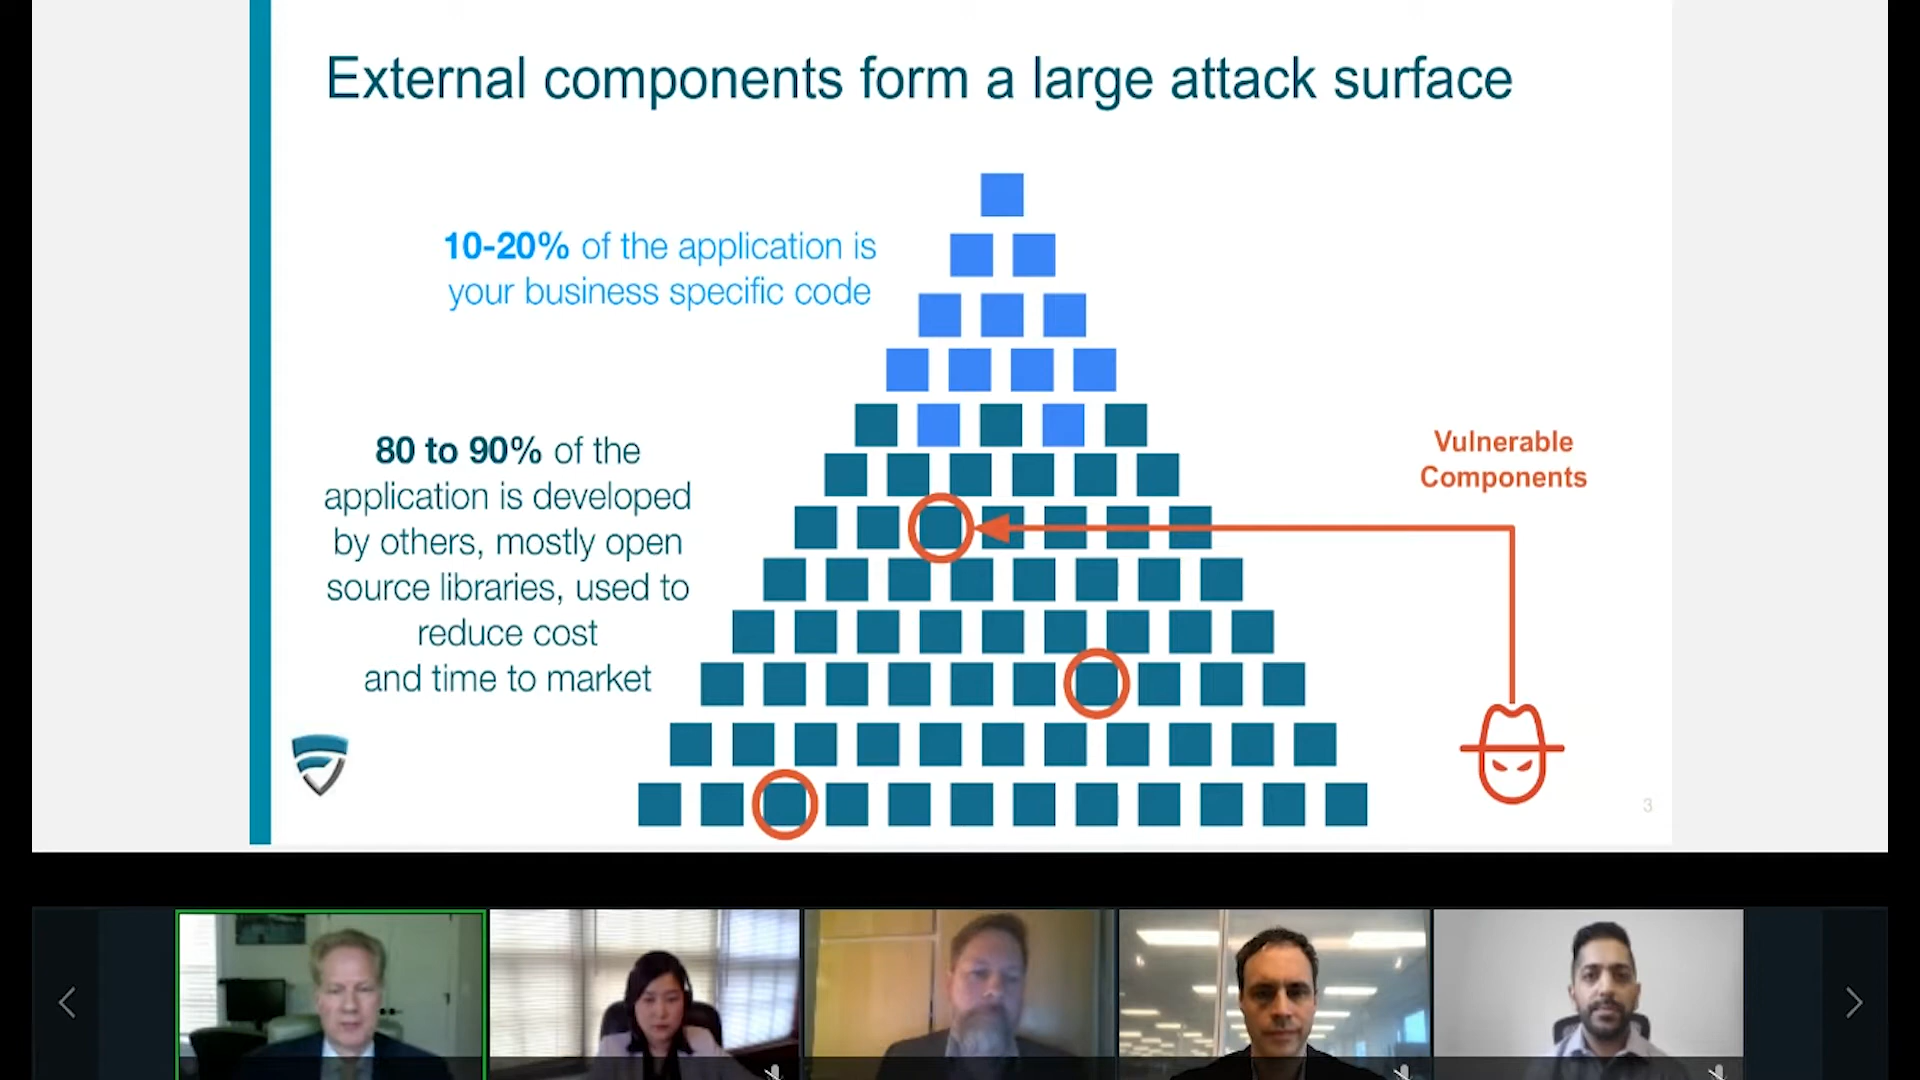 External components form a large attack surface
10-20% of the application is
your business specific code
80 to 90% of the
application is developed
by others, mostly open
source libraries, used to
reduce cost
and time to market
Vulnerable
Components
3